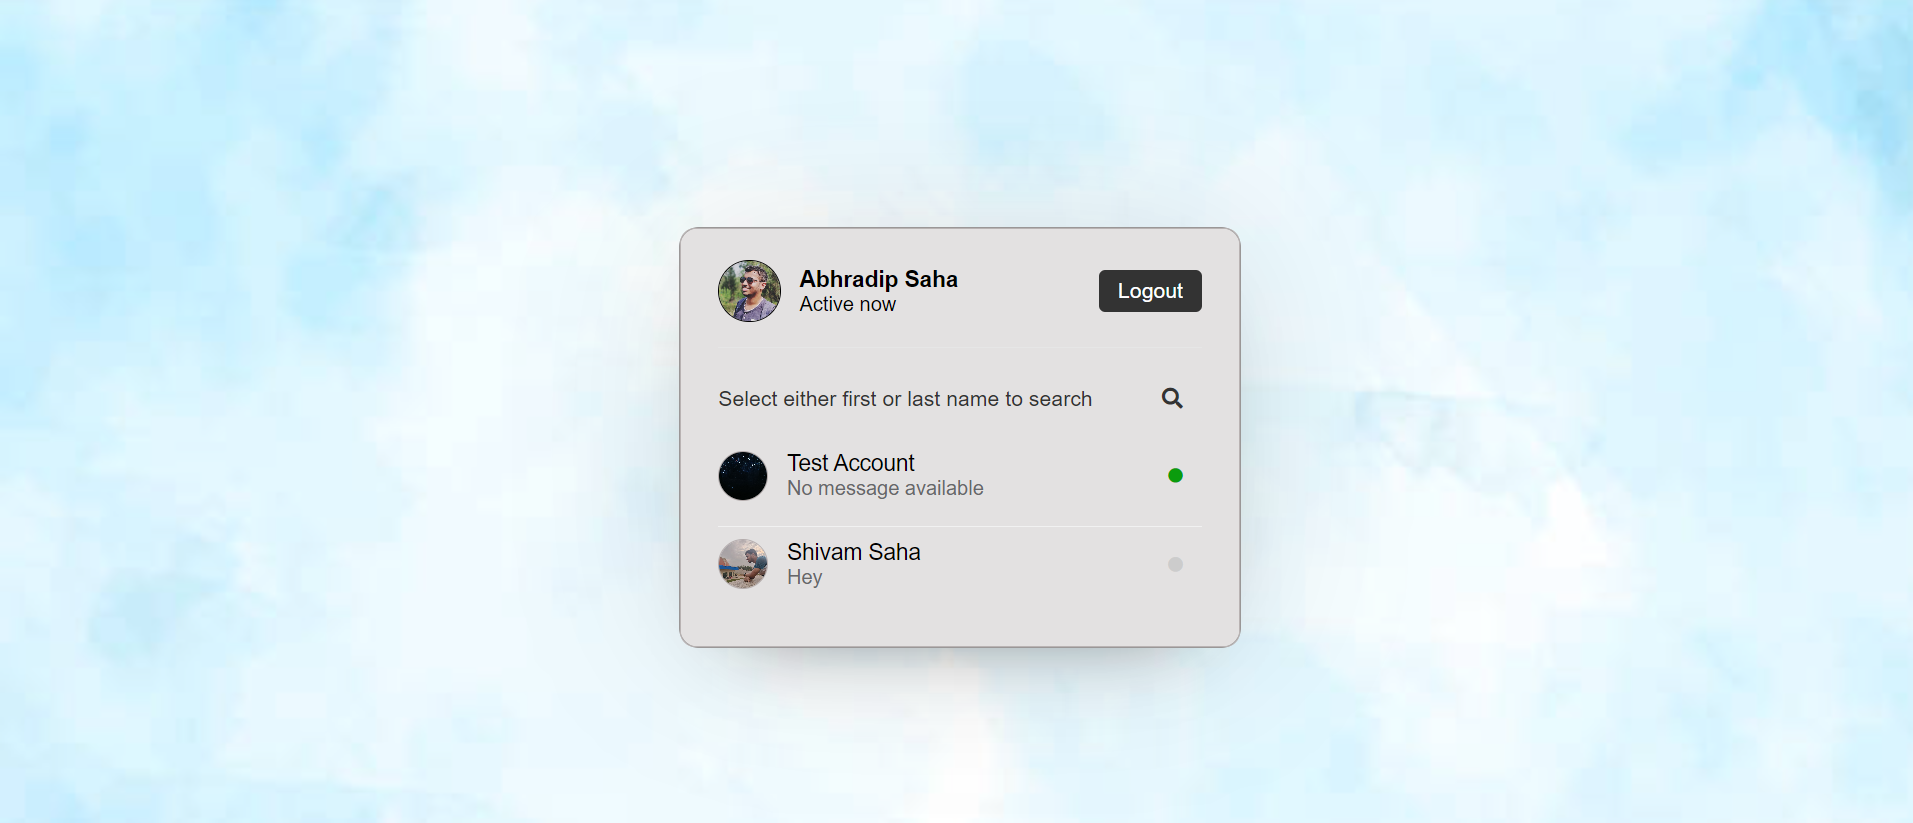 Abhradip Saha
Active now
Logout
Select either first or last name to search
Test Account
No message available
Shivam Saha
Hey